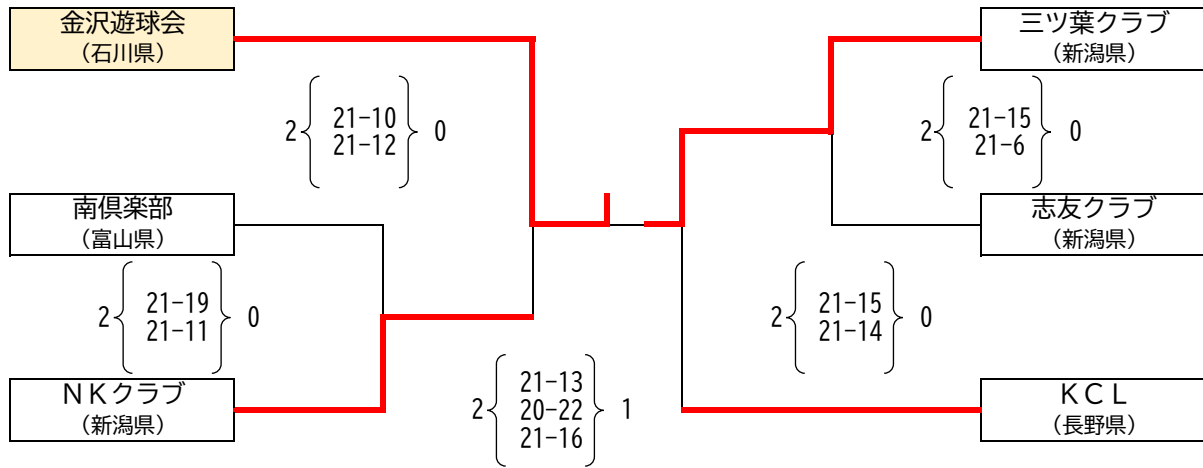 金沢遊球会
（石川県）
三ツ葉クラブ
（新潟県）
2 21-10 0
21-12
2 21-15 0
21-6
南倶楽部
（富山県）
志友クラブ
（新潟県）
2 21-19 0
21-11
2 21-15 0
21-14
ＮＫクラブ
（新潟県）
2 21-13 1
20-22
21-16
ＫＣＬ
（長野県）